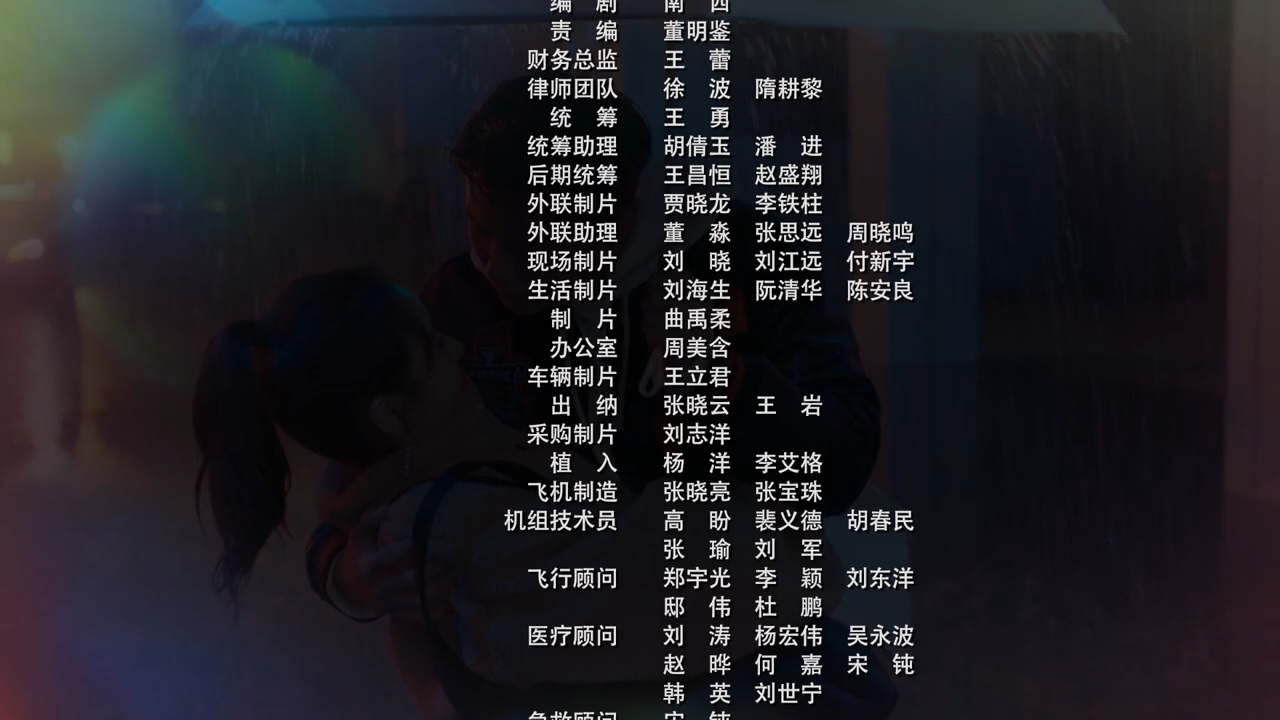 编 剧 南 西
责 编 董明鉴
财务总监 王 蕾
律师团队 徐 波 隋耕黎
统 筹 王 勇
统筹助理 胡倩玉 潘 进
后期统筹 王昌恒 赵盛翔
外联制片 贾晓龙 李铁柱
外联助理 董 淼 张思远 周晓鸣
现场制片 刘 晓 刘江远 付新宇
生活制片 刘海生 阮清华 陈安良
制 片 曲禹柔
办公室 周美含
车辆制片 王立君
出 纳 张晓云 王 岩
采购制片 刘志洋
植 入 杨 洋 李艾格
飞机制造 张晓亮 张宝珠
机组技术员 高 盼 裴义德 胡春民
张 瑜 刘 军
飞行顾问 郑宇光 李 颖 刘东洋
邸 伟 杜 鹏
医疗顾问 刘 涛 杨宏伟 吴永波
赵 晔 何 嘉 宋 钝
韩 英 刘世宁
急救顾问 宋 钝